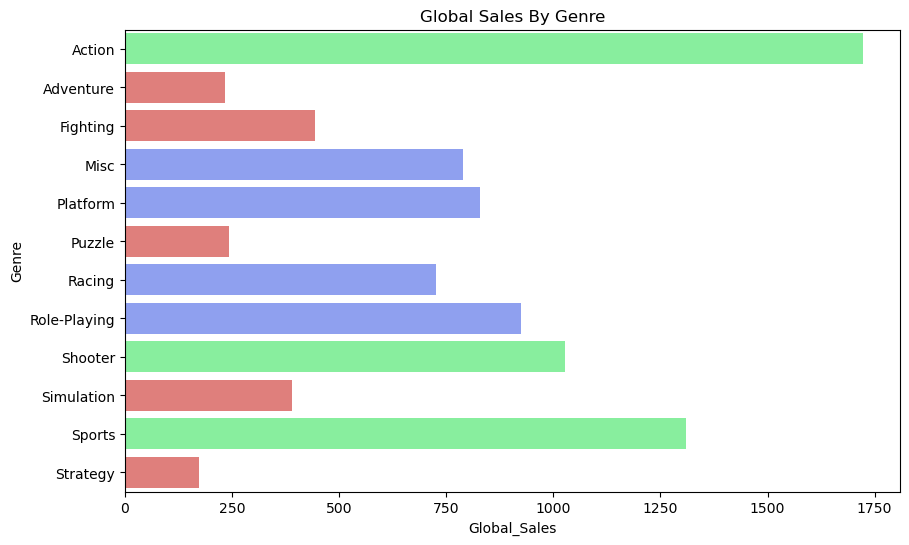 Global Sales By Genre
Action
Adventure
Fighting
Misc
Platform
Puzzle
Racing
Role-Playing
Shooter
Simulation
Sports
Strategy
Genre
0 250 500 750 1000 1250 1500 1750
Global_Sales